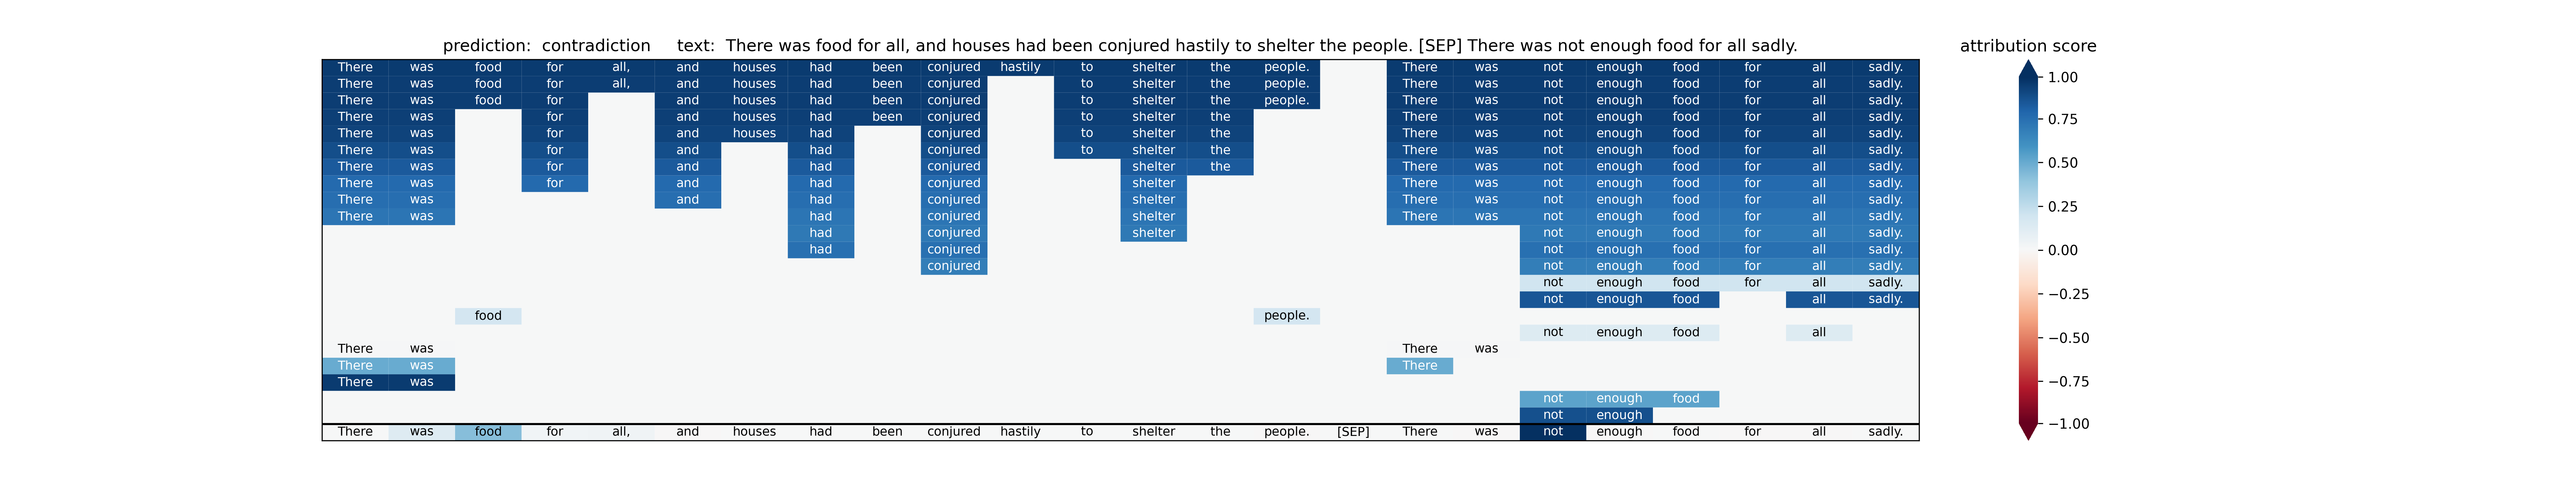 prediction: contradiction text: There was food for all, and houses had been conjured hastily to shelter the people. [SEP] There was not enough food for all sadly.
attribution score
There was food for all, and houses had been conjured hastily to shelter the people. There was not enough food for all sadly.
There was food for all, and houses had been conjured to shelter the people. There was not enough food for all sadly.
There was food for and houses had been conjured to shelter the people. There was not enough food for all sadly.
There was for and houses had been conjured to shelter the There was not enough food for all sadly.
There was for and houses had conjured to shelter the There was not enough food for all sadly.
There was for and had conjured to shelter the There was not enough food for all sadly.
There was for and had conjured shelter the There was not enough food for all sadly.
There was for and had conjured shelter There was not enough food for all sadly.
There was and had conjured shelter There was not enough food for all sadly.
There was had conjured shelter There was not enough food for all sadly.
had conjured shelter not enough food for all sadly.
had conjured not enough food for all sadly.
conjured not enough food for all sadly.
not enough food for all sadly.
not enough food all sadly.
food people.
not enough food all
There was There was
There was There
There was
not enough food
not enough
There was food for all, and houses had been conjured hastily to shelter the people. [SEP] There was not enough food for all sadly.
1.00
0.75
0.50
0.25
0.00
−0.25
−0.50
−0.75
−1.00